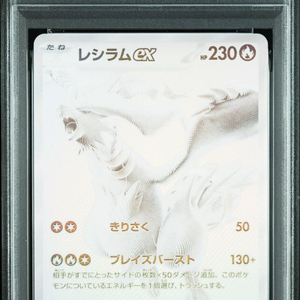 たね レシラムex HP 230
きりさく 50
ブレイズバースト 130+
相手がすでにとったサイドの枚数×50ダメージ追加。このポ
ケモンについているエネルギーを1個選び、トラッシュする。